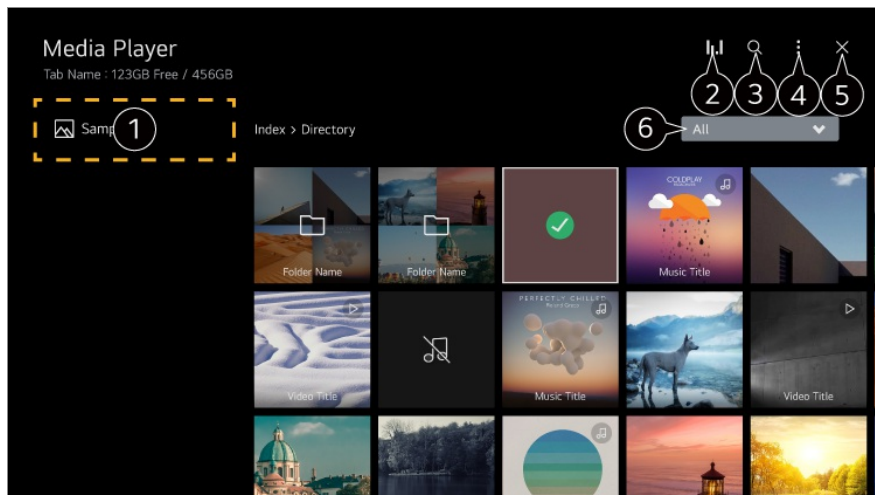 Media Player
Tab Name : 123GB Free / 456GB
2
3
4
5
Samp
1
Index > Directory
6
All
COLDPLAY
Folder Name
Folder Name
Music Title
PERFECTLY CHILLED
Video Title
Music Title
Video Title